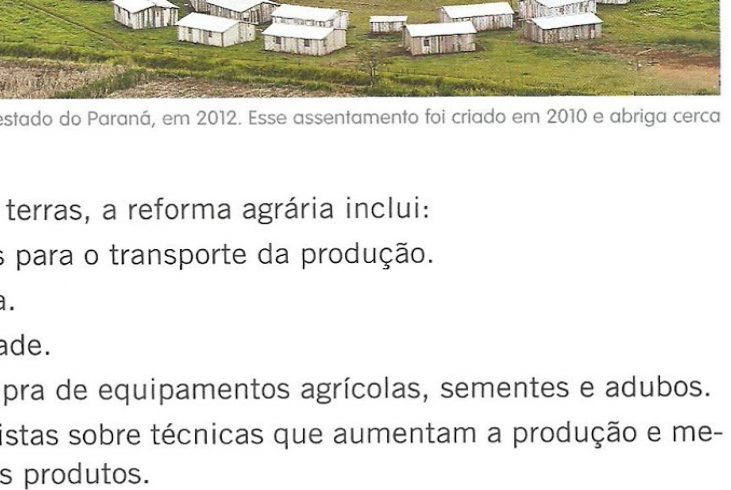 estado do Paraná, em 2012. Esse assentamento foi criado em 2010 e abriga cerca
terras, a reforma agrária inclui:
s para o transporte da produção.
a.
ade.
pra de equipamentos agrícolas, sementes e adubos.
istas sobre técnicas que aumentam a produção e me-
s produtos.